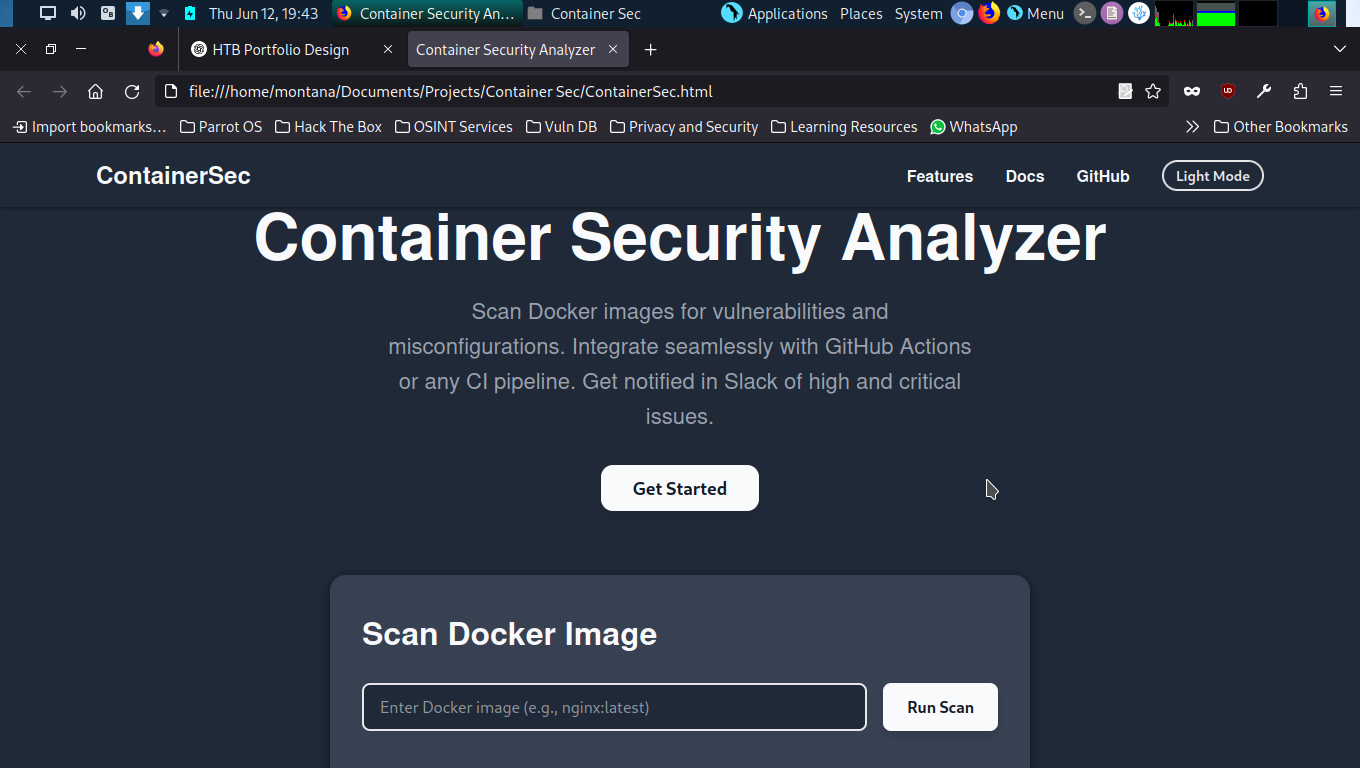 Thu Jun 12, 19:43
Container Security An...
Container Sec
Applications
Places
System
Menu
HTB Portfolio Design
Container Security Analyzer
file:///home/montana/Documents/Projects/Container Sec/ContainerSec.html
Import bookmarks...
Parrot OS
Hack The Box
OSINT Services
Vuln DB
Privacy and Security
Learning Resources
WhatsApp
Other Bookmarks
ContainerSec
Features
Docs
GitHub
Light Mode
Container Security Analyzer
Scan Docker images for vulnerabilities and
misconfigurations. Integrate seamlessly with GitHub Actions
or any CI pipeline. Get notified in Slack of high and critical
issues.
Get Started
Scan Docker Image
Enter Docker image (e.g., nginx:latest)
Run Scan